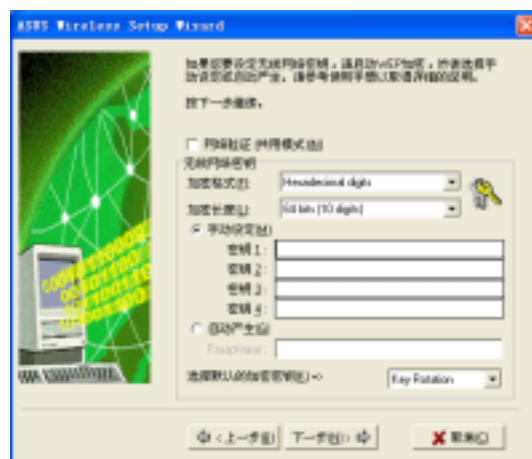 ASUS Wireless Setup Wizard
如果您要设定无线网络密钥，请启动WEP加密，并请选择手
动设定或自动产生。请参考使用手册以取得详细的说明。
按下一步继续。
网络验证 共用模式(A)
无线网络密钥
加密格式(F): Hexadecimal digits
加密长度(L): 64 bits (10 digits)
手动设定(M)
密钥 1:
密钥 2:
密钥 3:
密钥 4:
自动产生(G)
Passphrase:
选择默认的加密密钥(K)=> Key Rotation
<上一步(B) 下一步(N)> 取消(C)